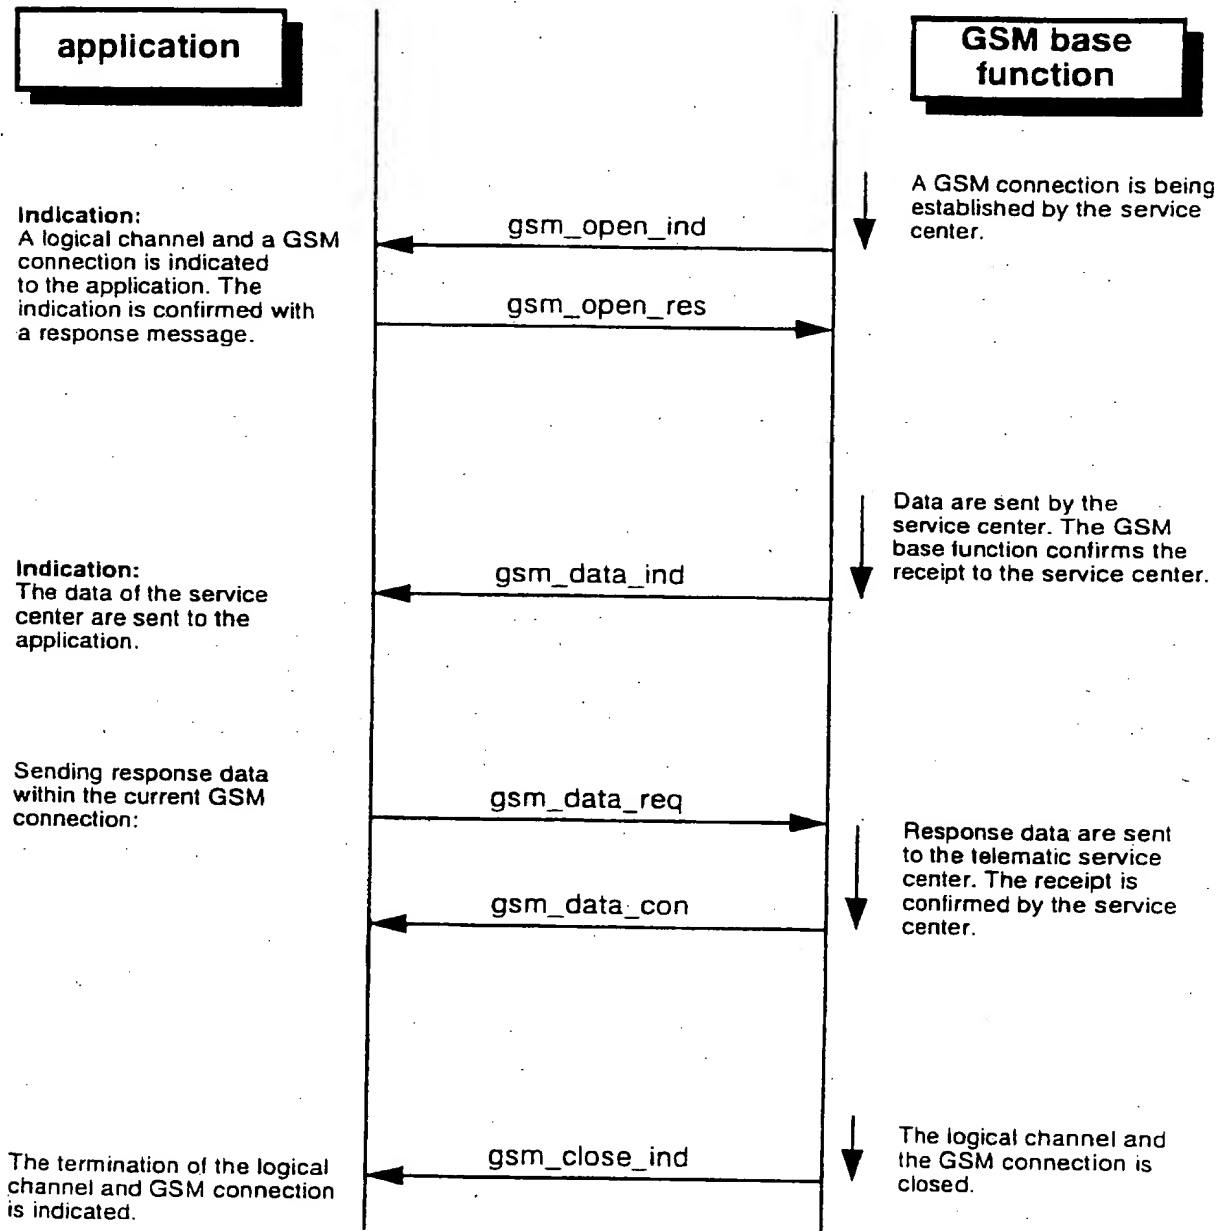 application
GSM base
function
A GSM connection is being
established by the service
center.
Indication:
A logical channel and a GSM
connection is indicated
to the application. The
indication is confirmed with
a response message.
gsm_open_ind
gsm_open_res
Data are sent by the
service center. The GSM
base function confirms the
receipt to the service center.
Indication:
The data of the service
center are sent to the
application.
gsm_data_ind
Sending response data
within the current GSM
connection:
gsm_data_req
Response data are sent
to the telematic service
center. The receipt is
confirmed by the service
center.
gsm_data_con
The logical channel and
the GSM connection is
closed.
gsm_close_ind
The termination of the logical
channel and GSM connection
is indicated.